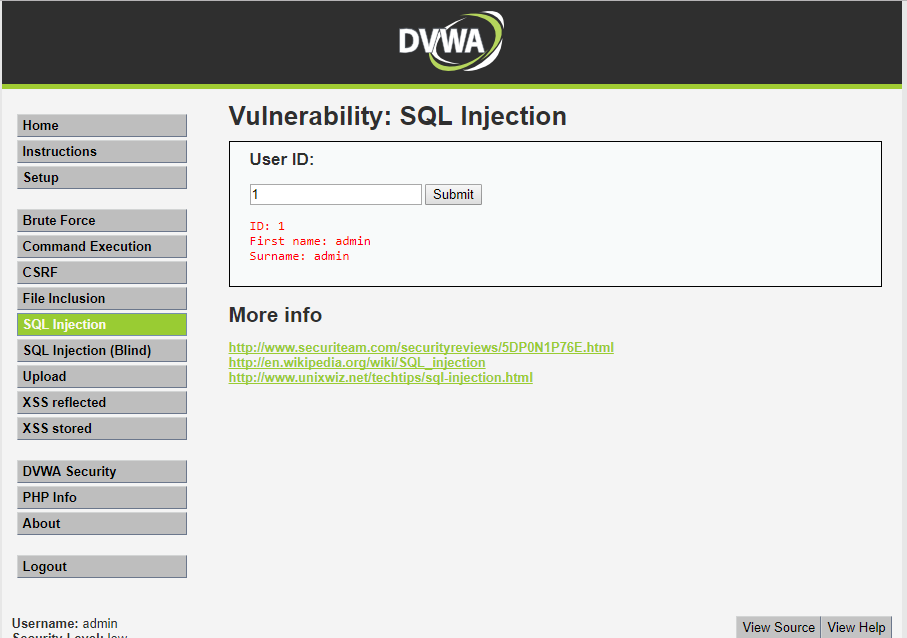 DVWA
Vulnerability: SQL Injection
Home
Instructions
Setup
Brute Force
Command Execution
CSRF
File Inclusion
SQL Injection
SQL Injection (Blind)
Upload
XSS reflected
XSS stored
DVWA Security
PHP Info
About
Logout
User ID:
1
Submit
ID: 1
First name: admin
Surname: admin
More info
http://www.securiteam.com/securityreviews/5DP0N1P76E.html
http://en.wikipedia.org/wiki/SQL_injection
http://www.unixwiz.net/techtips/sql-injection.html
Username: admin
Security Level: low
View Source
View Help